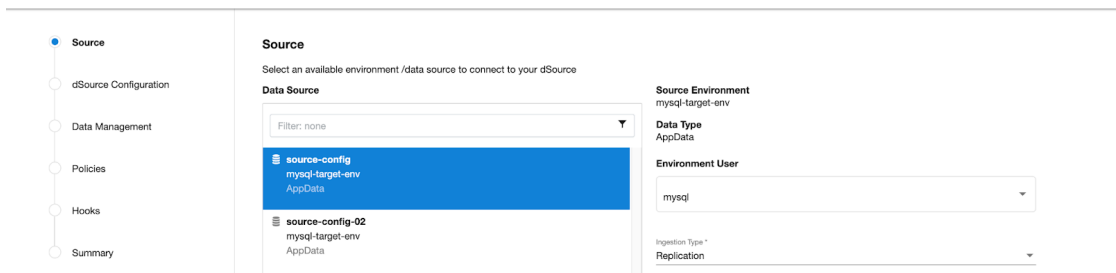 Source
dSource Configuration
Data Management
Policies
Hooks
Summary
Source
Select an available environment /data source to connect to your dSource
Data Source
Filter: none
source-config
mysql-target-env
AppData
source-config-02
mysql-target-env
AppData
Source Environment
mysql-target-env
Data Type
AppData
Environment User
mysql
Ingestion Type *
Replication